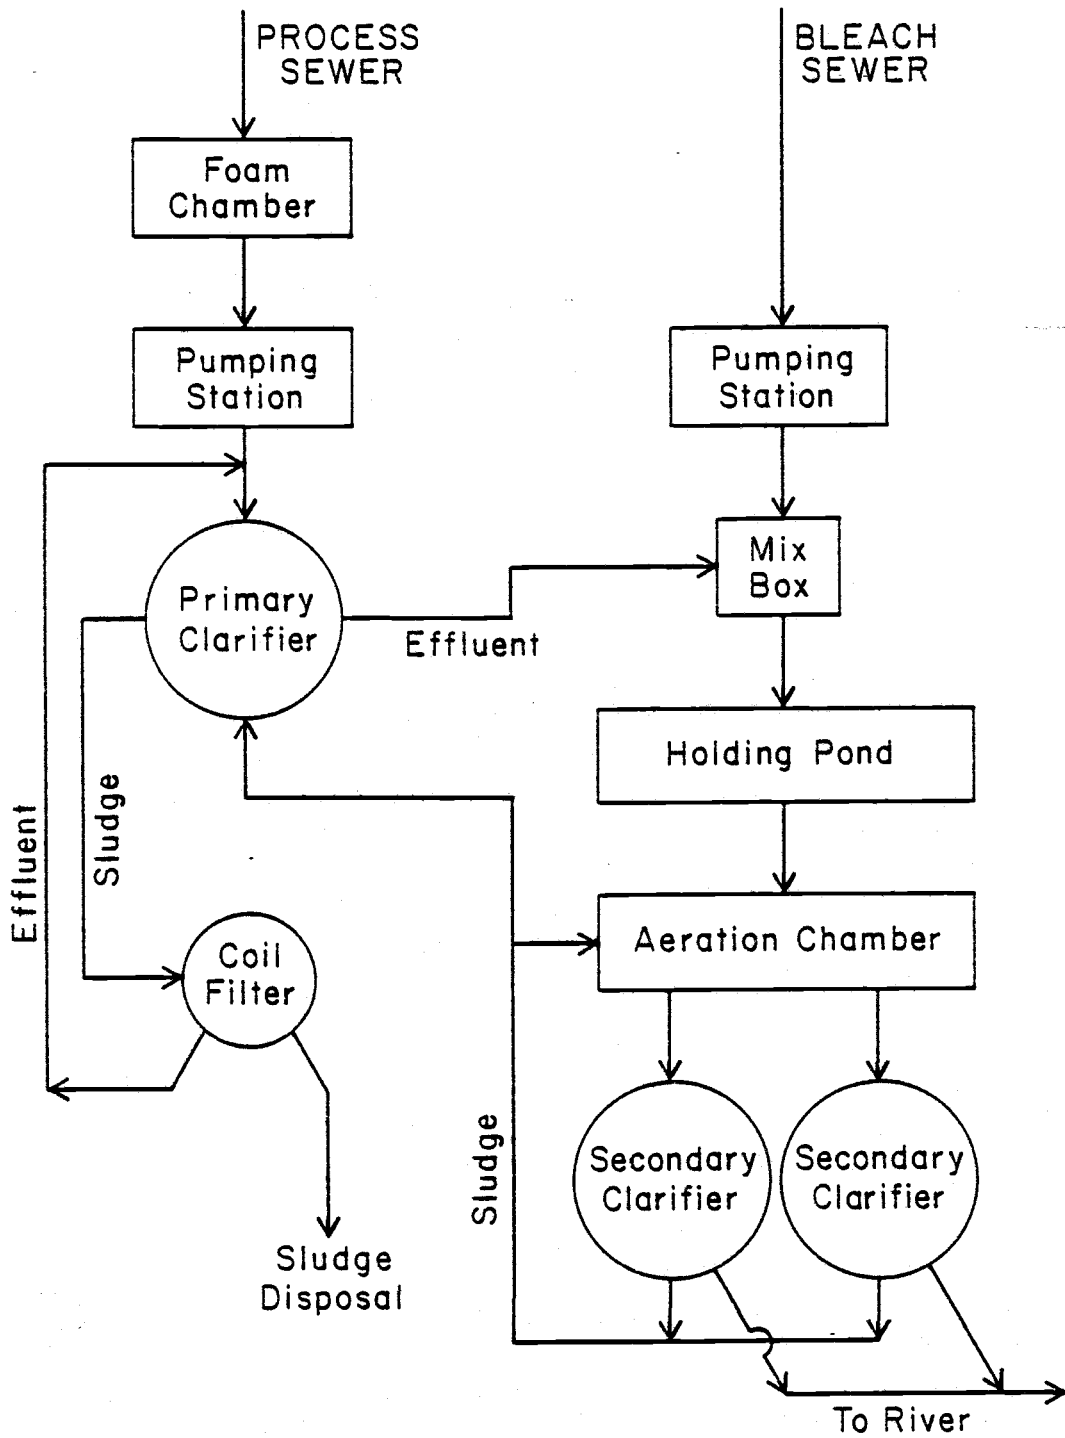 PROCESS
SEWER
BLEACH
SEWER
Foam
Chamber
Pumping
Station
Pumping
Station
Mix
Box
Primary
Clarifier
Effluent
Holding Pond
Sludge
Effluent
Aeration Chamber
Coil
Filter
Sludge
Secondary
Clarifier
Secondary
Clarifier
Sludge
Disposal
To River